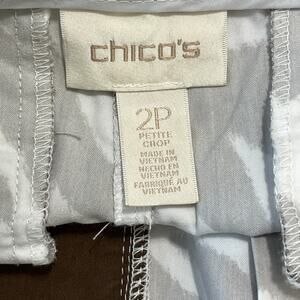 chico's
2P
PETITE
CROP
MADE IN
VIETNAM
HECHO EN
VIETNAM
FABRIQUÉ AU
VIETNAM